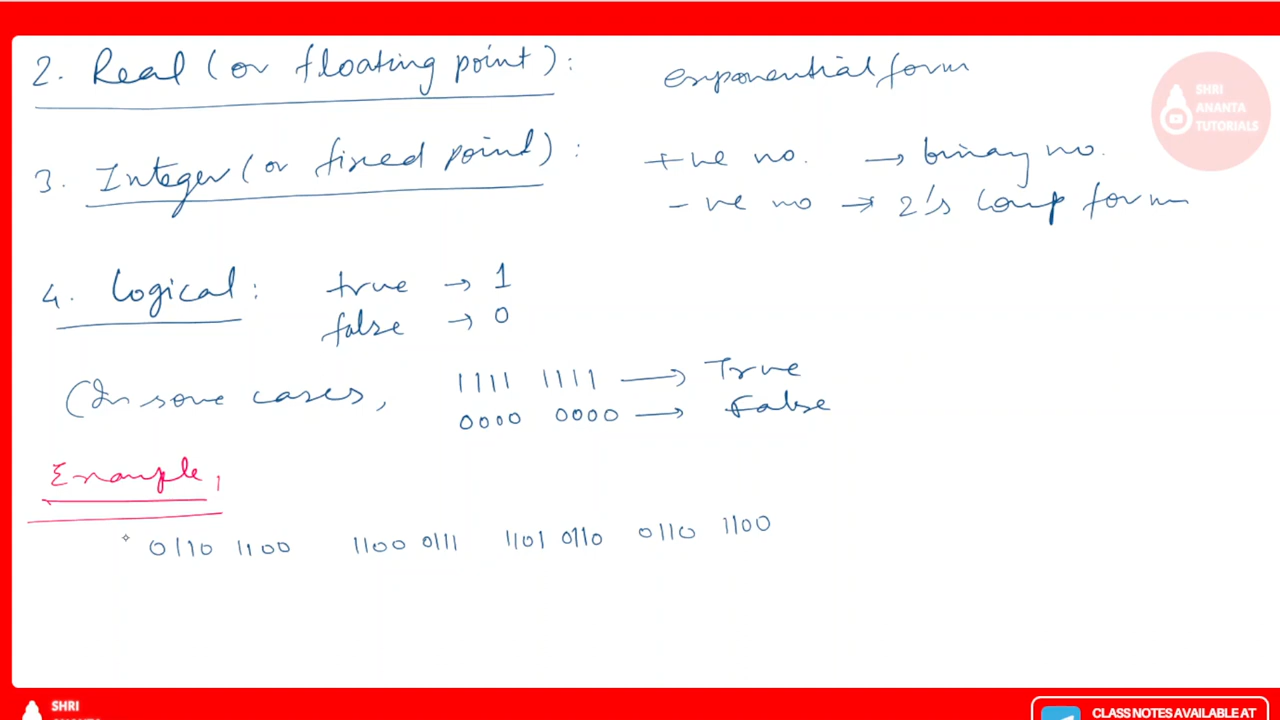 2. Real (or floating point): exponential form
3. Integer (or fixed point): +ve no. → binary no.
-ve no → 2's comp form
4. Logical: true → 1
false → 0
(In some cases, 1111 1111 → True
0000 0000 → False
Example,
0110 1100 1100 0111 1101 0110 0110 1100
SHRI
ANANTA
TUTORIALS
SHRI
CLASS NOTES AVAILABLE AT